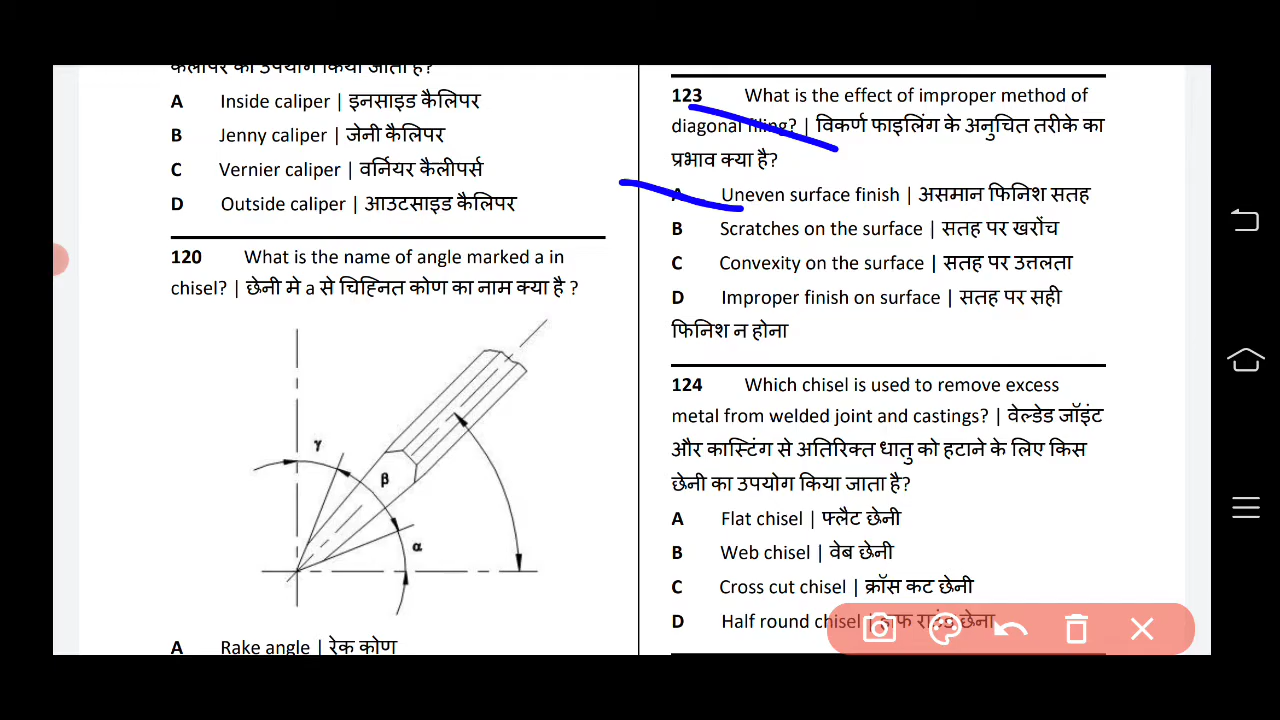 कैलीपर का उपयोग किया जाता है?
A Inside caliper | इनसाइड कैलिपर
B Jenny caliper | जेनी कैलिपर
C Vernier caliper | वर्नियर कैलीपर्स
D Outside caliper | आउटसाइड कैलिपर
120 What is the name of angle marked a in
chisel? | छेनी मे a से चिह्नित कोण का नाम क्या है ?
γ
β
α
A Rake angle | रेक कोण
123 What is the effect of improper method of
diagonal filing? | विकर्ण फाइलिंग के अनुचित तरीके का
प्रभाव क्या है?
A Uneven surface finish | असमान फिनिश सतह
B Scratches on the surface | सतह पर खरोंच
C Convexity on the surface | सतह पर उत्तलता
D Improper finish on surface | सतह पर सही
फिनिश न होना
124 Which chisel is used to remove excess
metal from welded joint and castings? | वेल्डेड जॉइंट
और कास्टिंग से अतिरिक्त धातु को हटाने के लिए किस
छेनी का उपयोग किया जाता है?
A Flat chisel | फ्लैट छेनी
B Web chisel | वेब छेनी
C Cross cut chisel | क्रॉस कट छेनी
D Half round chisel | हाफ राउंड छेना